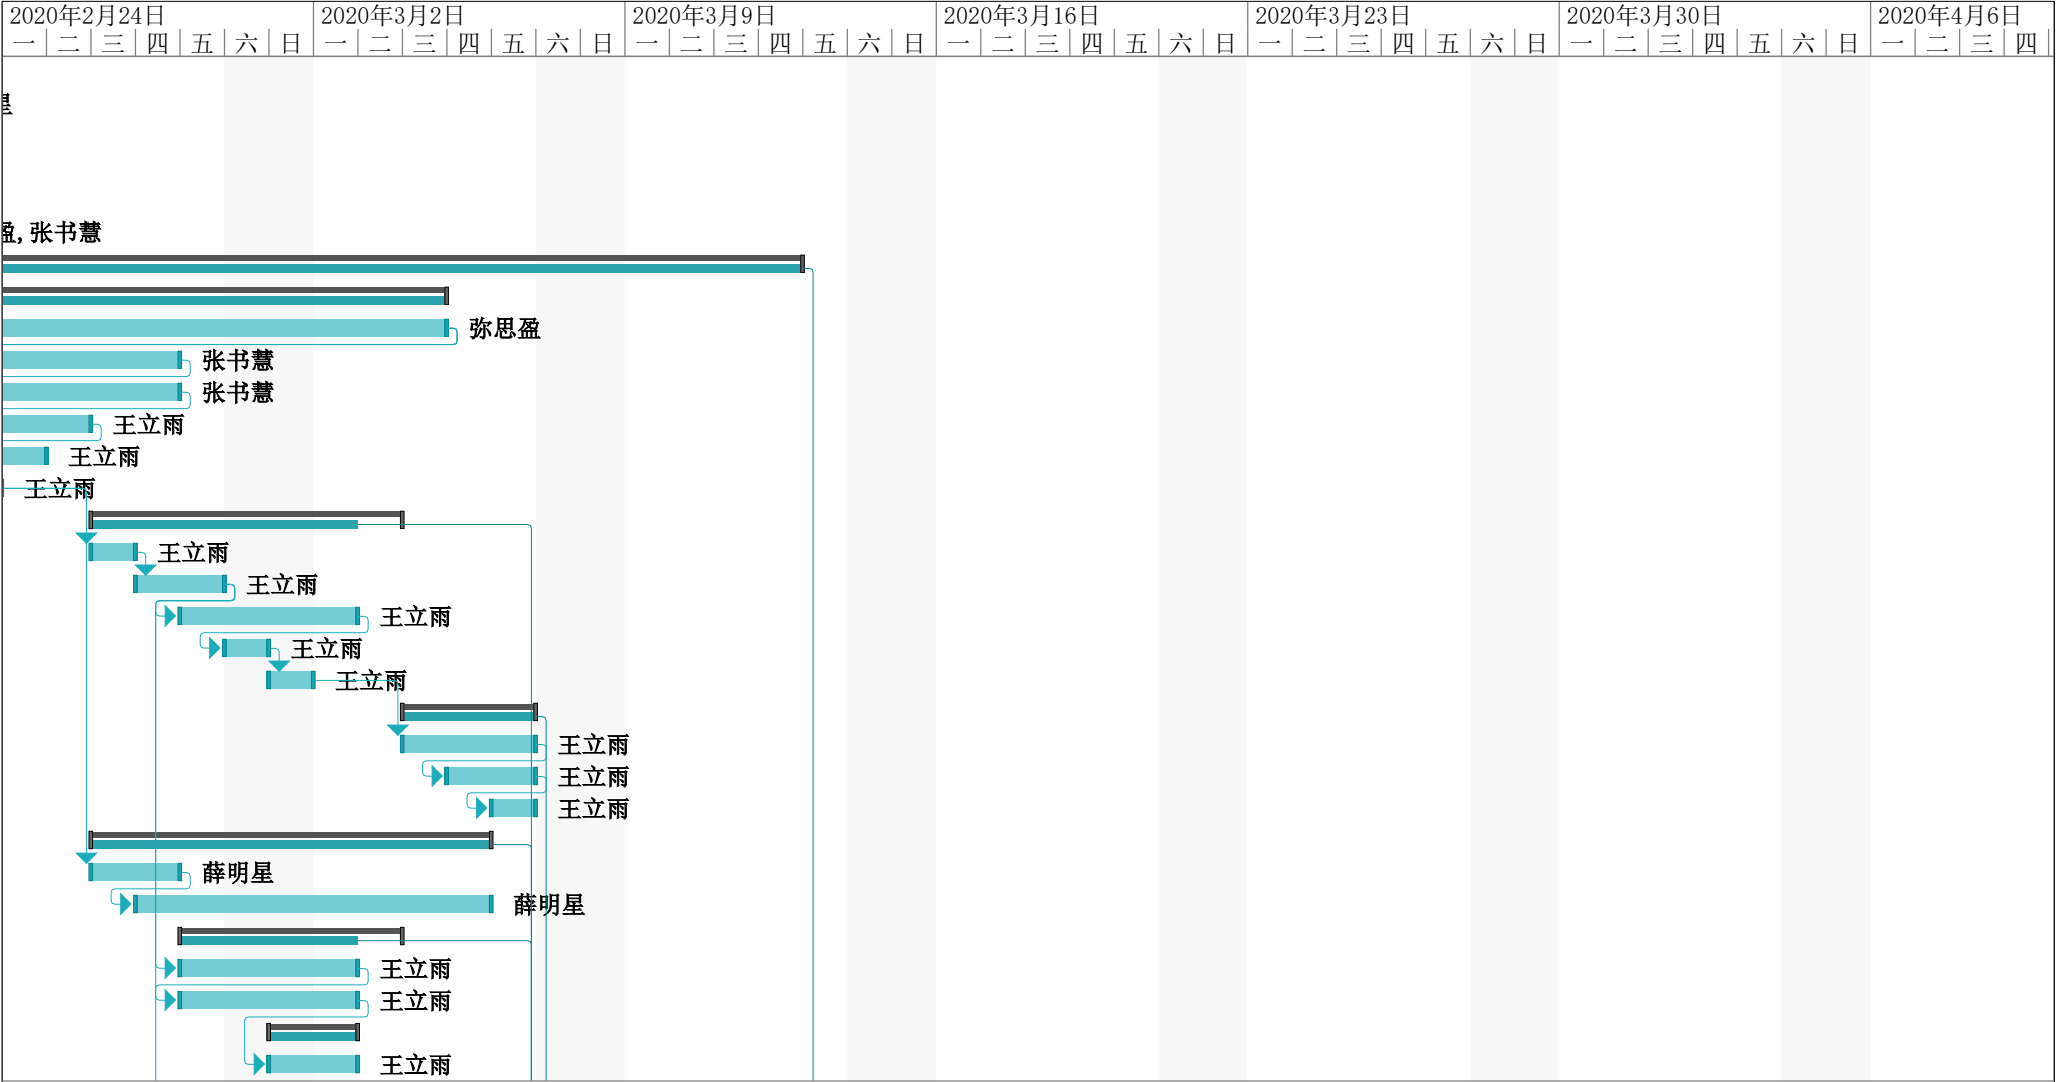 2020年2月24日 2020年3月2日 2020年3月9日 2020年3月16日 2020年3月23日 2020年3月30日 2020年4月6日
一 二 三 四 五 六 日 一 二 三 四 五 六 日 一 二 三 四 五 六 日 一 二 三 四 五 六 日 一 二 三 四 五 六 日 一 二 三 四 五 六 日 一 二 三 四
星
盈,张书慧
弥思盈
张书慧
张书慧
王立雨
王立雨
王立雨
王立雨
王立雨
王立雨
王立雨
王立雨
王立雨
王立雨
王立雨
薛明星
薛明星
王立雨
王立雨
王立雨